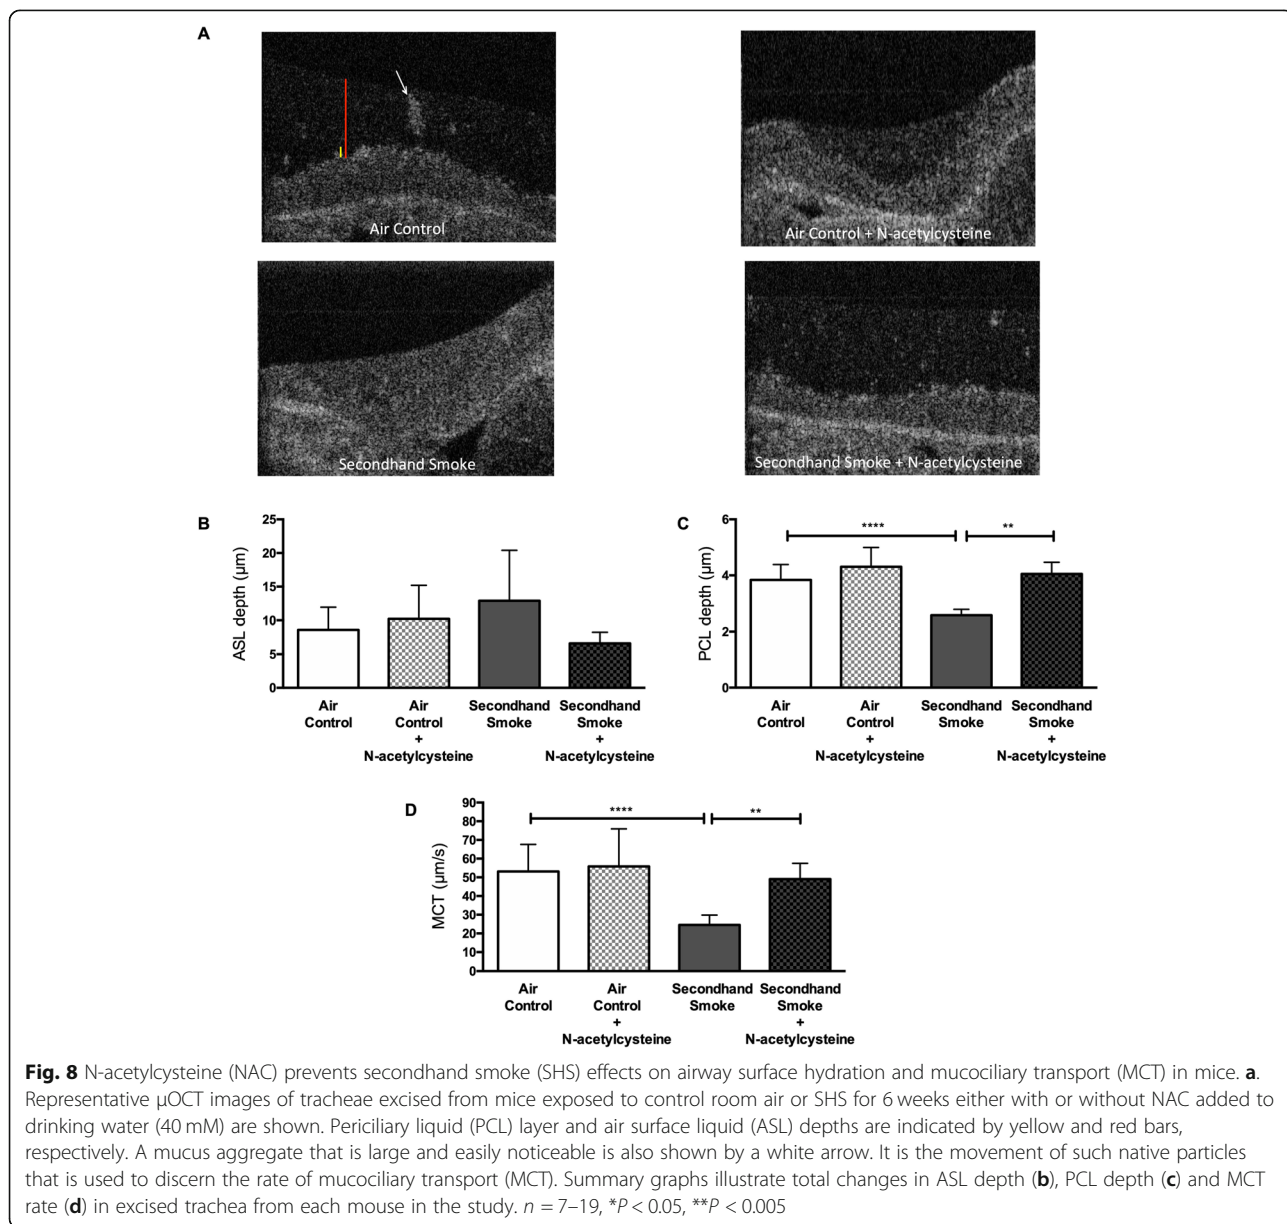 A
Air Control
Air Control + N-acetylcysteine
Secondhand Smoke
Secondhand Smoke + N-acetylcysteine
B
25
20
15
10
5
0
ASL depth (µm)
Air
Control
Air
Control
+
N-acetylcysteine
Secondhand
Smoke
Secondhand
Smoke
+
N-acetylcysteine
C
6
4
2
0
PCL depth (µm)
****
**
Air
Control
Air
Control
+
N-acetylcysteine
Secondhand
Smoke
Secondhand
Smoke
+
N-acetylcysteine
D
90
80
70
60
50
40
30
20
10
0
MCT (µm/s)
****
**
Air
Control
Air
Control
+
N-acetylcysteine
Secondhand
Smoke
Secondhand
Smoke
+
N-acetylcysteine
Fig. 8 N-acetylcysteine (NAC) prevents secondhand smoke (SHS) effects on airway surface hydration and mucociliary transport (MCT) in mice. a.
Representative µOCT images of tracheae excised from mice exposed to control room air or SHS for 6 weeks either with or without NAC added to
drinking water (40 mM) are shown. Periciliary liquid (PCL) layer and air surface liquid (ASL) depths are indicated by yellow and red bars,
respectively. A mucus aggregate that is large and easily noticeable is also shown by a white arrow. It is the movement of such native particles
that is used to discern the rate of mucociliary transport (MCT). Summary graphs illustrate total changes in ASL depth (b), PCL depth (c) and MCT
rate (d) in excised trachea from each mouse in the study. n = 7–19, *P < 0.05, **P < 0.005